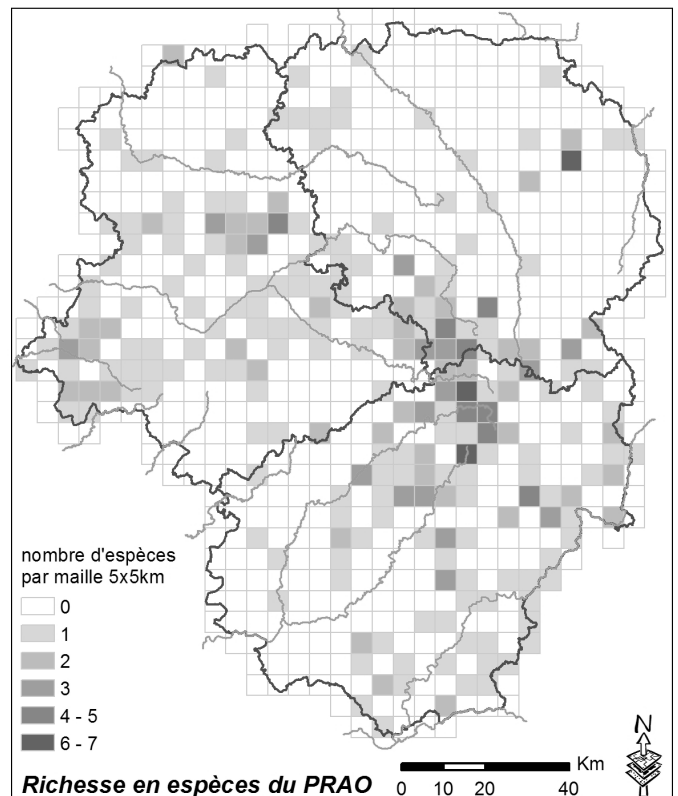 nombre d'espèces
par maille 5x5km
0
1
2
3
4 - 5
6 - 7
Richesse en espèces du PRAO
Km
0 10 20 40
N